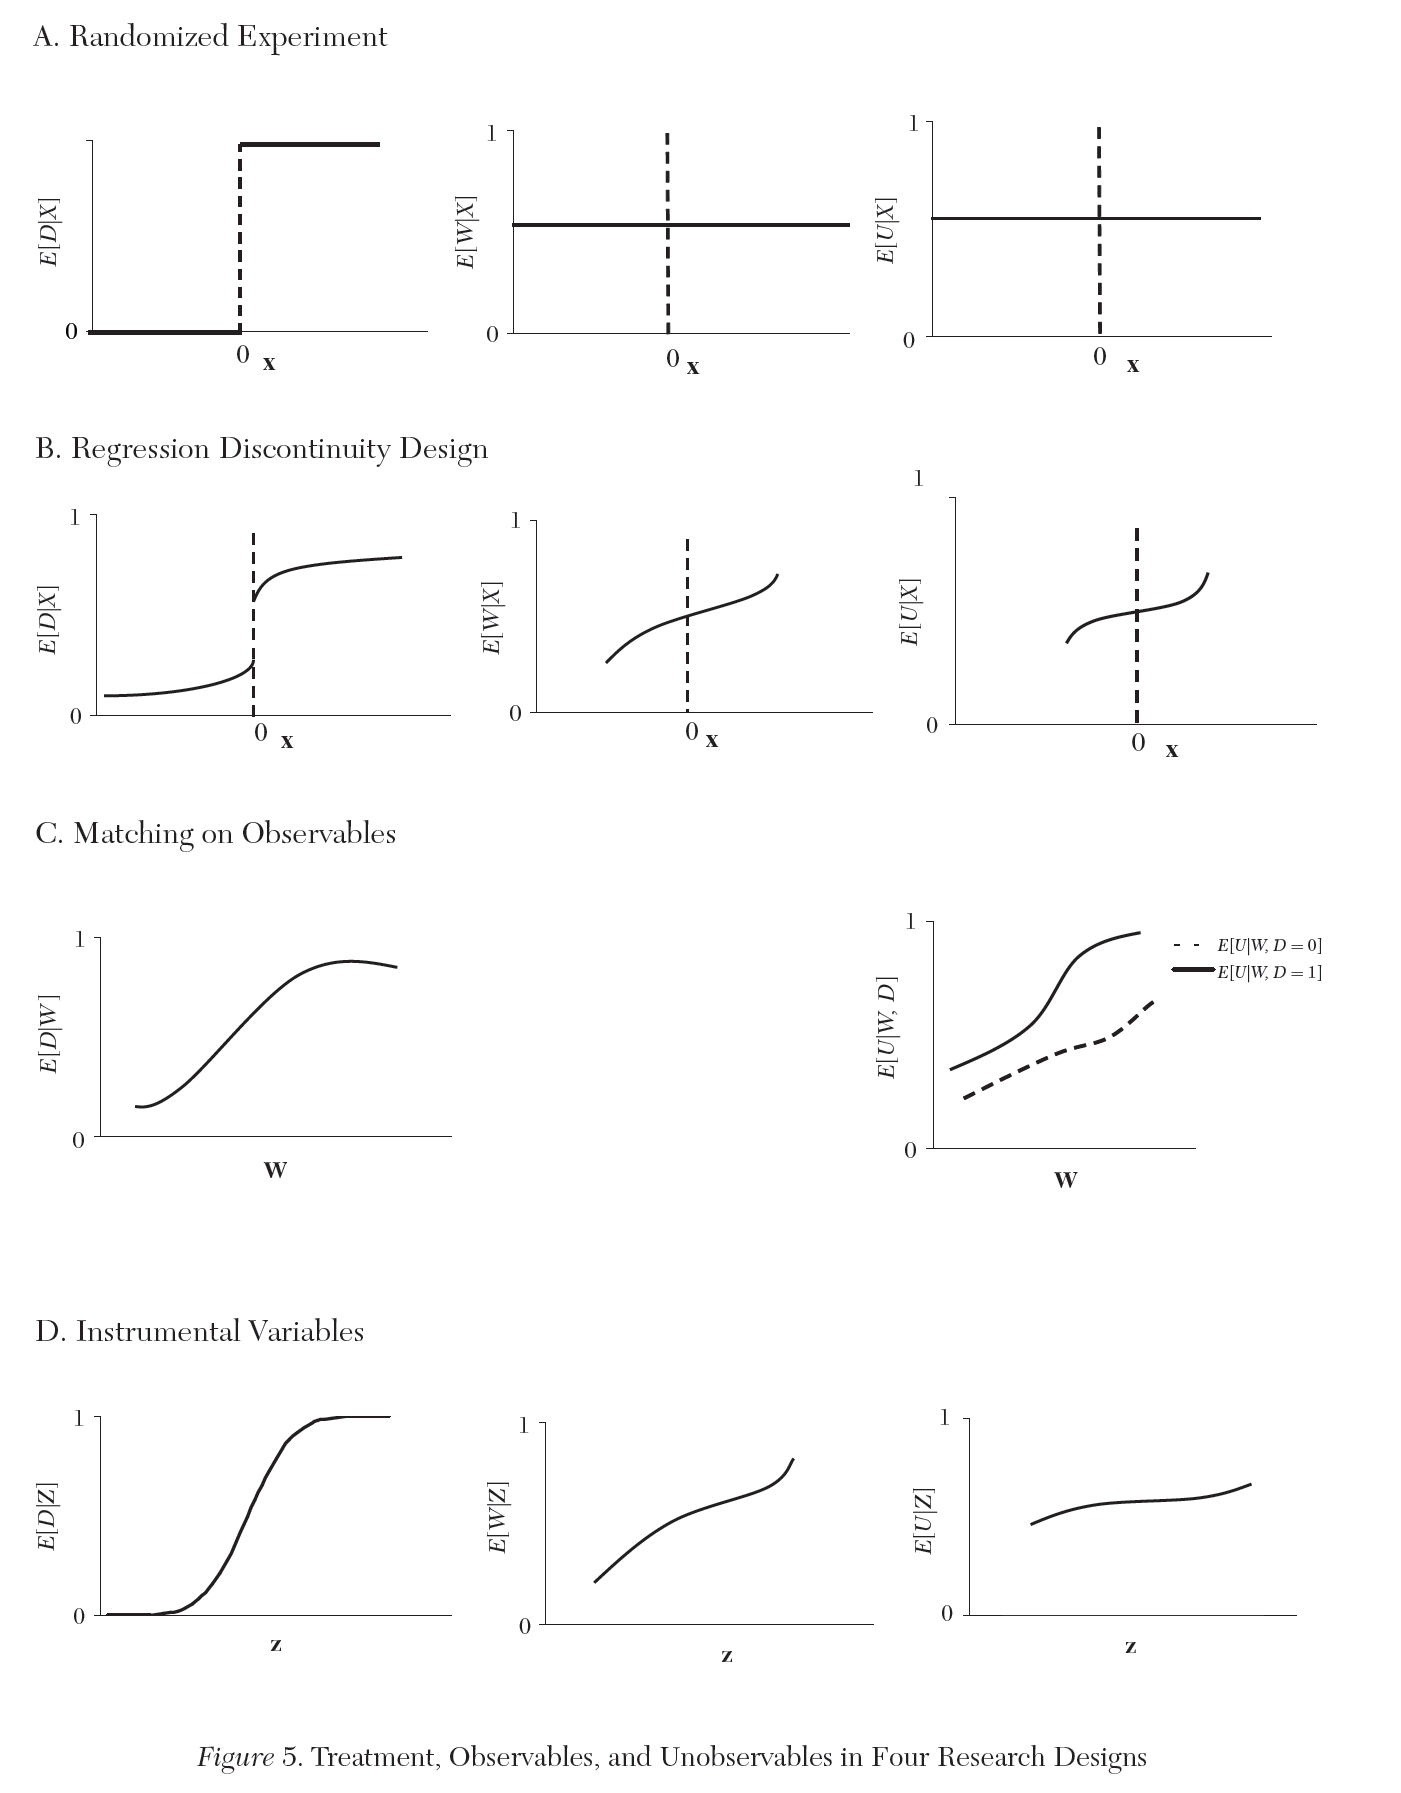 A. Randomized Experiment
E[D|X]
0
0 x
1
E[W|X]
0
0 x
1
E[U|X]
0
0 x
B. Regression Discontinuity Design
1
E[D|X]
0
0 x
1
E[W|X]
0
0 x
1
E[U|X]
0
0 x
C. Matching on Observables
1
E[D|W]
0
W
1
E[U|W, D]
0
W
E[U|W, D = 0]
E[U|W, D = 1]
D. Instrumental Variables
1
E[D|Z]
0
z
1
E[W|Z]
0
z
1
E[U|Z]
0
z
Figure 5. Treatment, Observables, and Unobservables in Four Research Designs